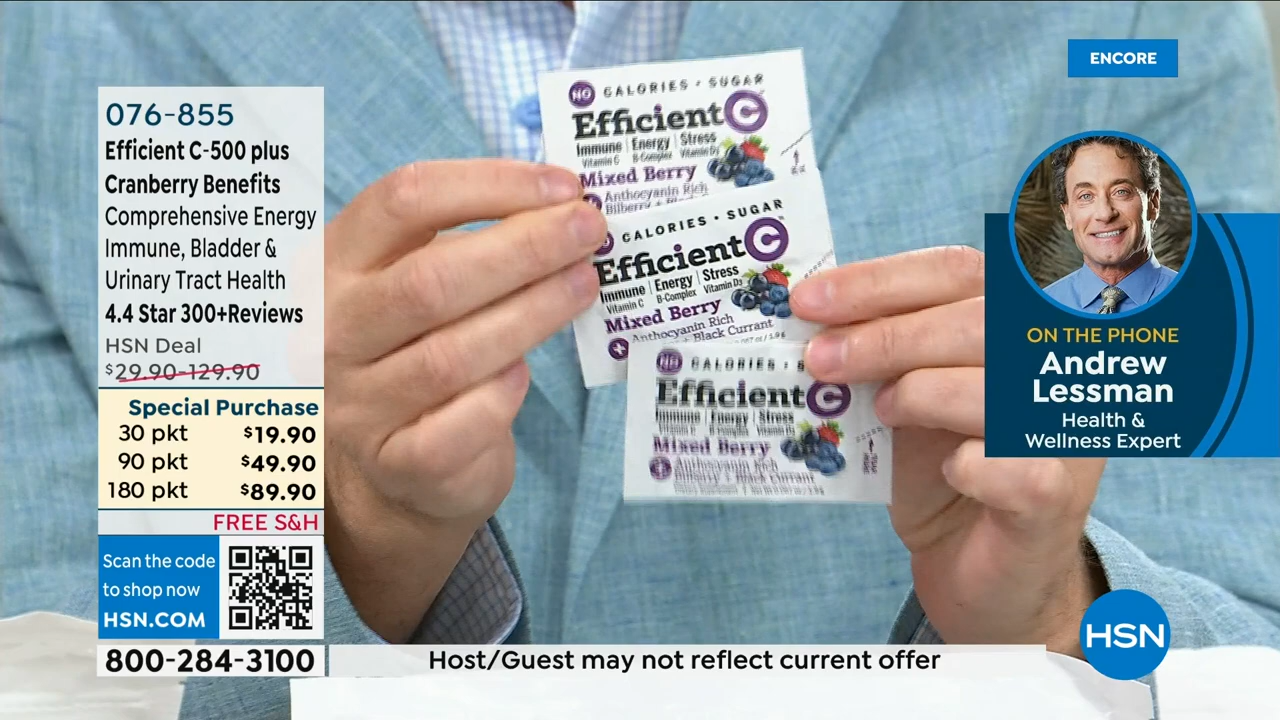 ENCORE
076-855
Efficient C-500 plus
Cranberry Benefits
Comprehensive Energy
Immune, Bladder &
Urinary Tract Health
4.4 Star 300+Reviews
HSN Deal
$29.90-129.90
Special Purchase
30 pkt $19.90
90 pkt $49.90
180 pkt $89.90
FREE S&H
Scan the code
to shop now
HSN.COM
800-284-3100
Host/Guest may not reflect current offer
NO CALORIES • SUGAR
Efficient C
Immune | Energy | Stress
Vitamin C B-Complex Vitamin D3
Mixed Berry
Anthocyanin Rich
Bilberry +
CALORIES • SUGAR
Efficient C
Immune | Energy | Stress
Vitamin C B-Complex Vitamin D3
Mixed Berry
Anthocyanin Rich
+ Black Currant
NO CALORIES • S
Efficient C
Immune | Energy | Stress
Vitamin C B-Complex Vitamin D3
Mixed Berry
Anthocyanin Rich
Bilberry + Black Currant
ON THE PHONE
Andrew
Lessman
Health &
Wellness Expert
HSN